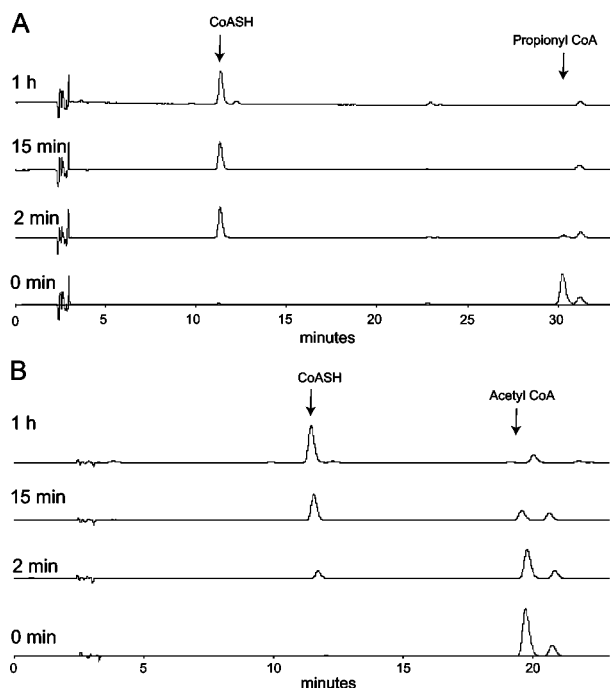 A
CoASH
Propionyl CoA
1 h
15 min
2 min
0 min
0 5 10 15 20 25 30
minutes
B
CoASH
Acetyl CoA
1 h
15 min
2 min
0 min
0 5 10 15 20
minutes